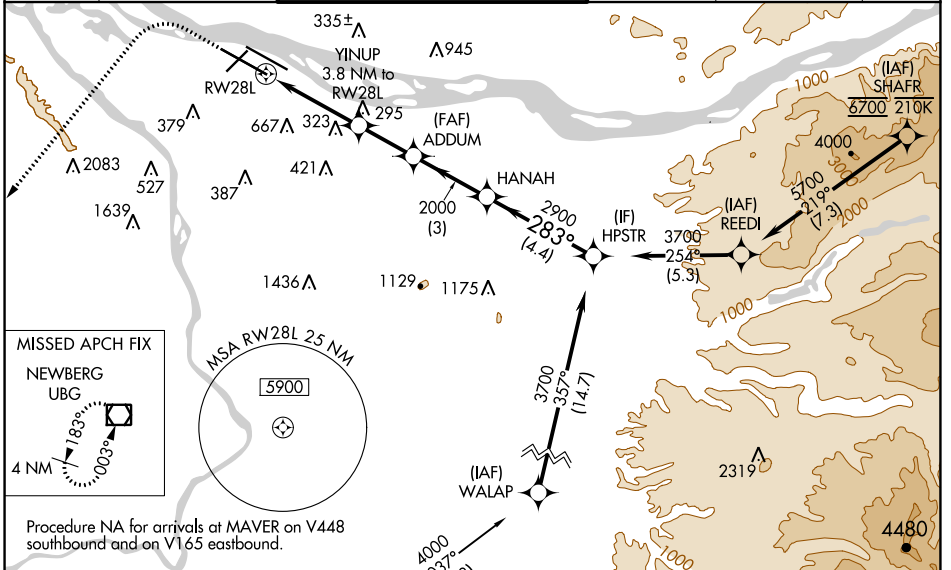 335±
945
YINUP
3.8 NM to
RW28L
RW28L
295
379
667
323
(FAF)
ADDUM
(IAF)
SHAFR
6700 210K
1000
4000
3000
2083
527
387
421
HANAH
5700
219°
(7.3)
2000
1639
2000
(3)
2900
283°
(4.4)
(IF)
HPSTR
(IAF)
REEDI
3700
254°
(5.3)
1436
1129
1175
1000
MISSED APCH FIX
NEWBERG
UBG
183°
003°
4 NM
MSA RW28L 25 NM
5900
3700
357°
(14.7)
(IAF)
WALAP
2319
4480
Procedure NA for arrivals at MAVER on V448
southbound and on V165 eastbound.
4000
037°
1000